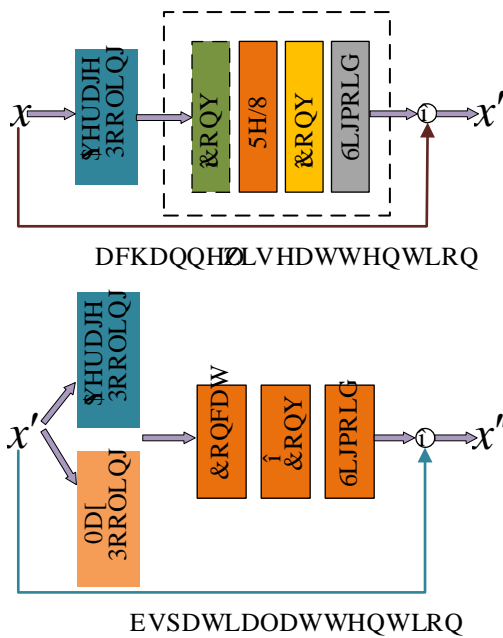 x
$YHUDJH
3RROLQJ
&RQY
5H/8
&RQY
6LJPRLG
î
x'
DFKDQQHOZLVHDWWHQWLRQ
x'
$YHUDJH
3RROLQJ
0D[
3RROLQJ
&RQFDW
î
&RQY
6LJPRLG
î
x''
EVSDWLDODWWHQWLRQ